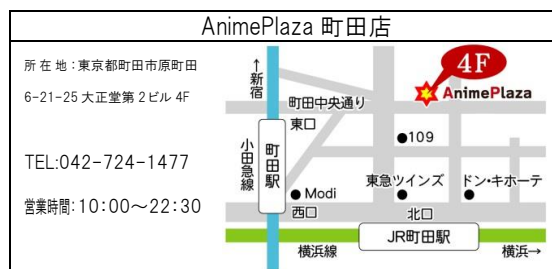 AnimePlaza 町田店
所在地:東京都町田市原町田
6-21-25 大正堂第2ビル 4F
TEL:042-724-1477
営業時間:10:00～22:30
↑新宿
4F
AnimePlaza
町田中央通り
東口
●109
小田急線
町田駅
東急ツインズ
ドン・キホーテ
●Modi
西口
北口
JR町田駅
横浜線
横浜→